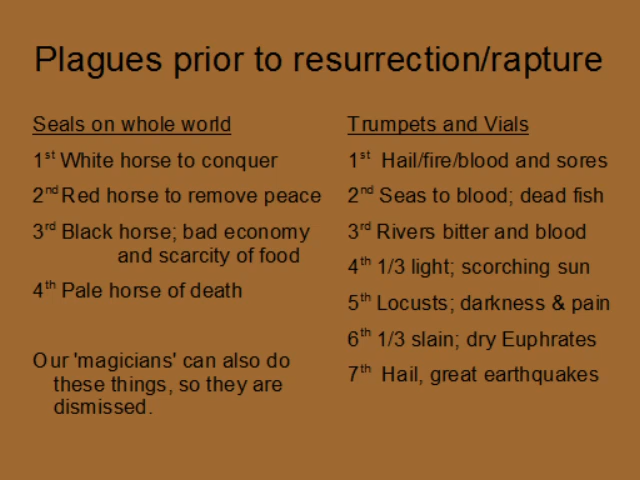 Plagues prior to resurrection/rapture
Seals on whole world
1st White horse to conquer
2nd Red horse to remove peace
3rd Black horse; bad economy
and scarcity of food
4th Pale horse of death
Our 'magicians' can also do
these things, so they are
dismissed.
Trumpets and Vials
1st Hail/fire/blood and sores
2nd Seas to blood; dead fish
3rd Rivers bitter and blood
4th 1/3 light; scorching sun
5th Locusts; darkness & pain
6th 1/3 slain; dry Euphrates
7th Hail, great earthquakes